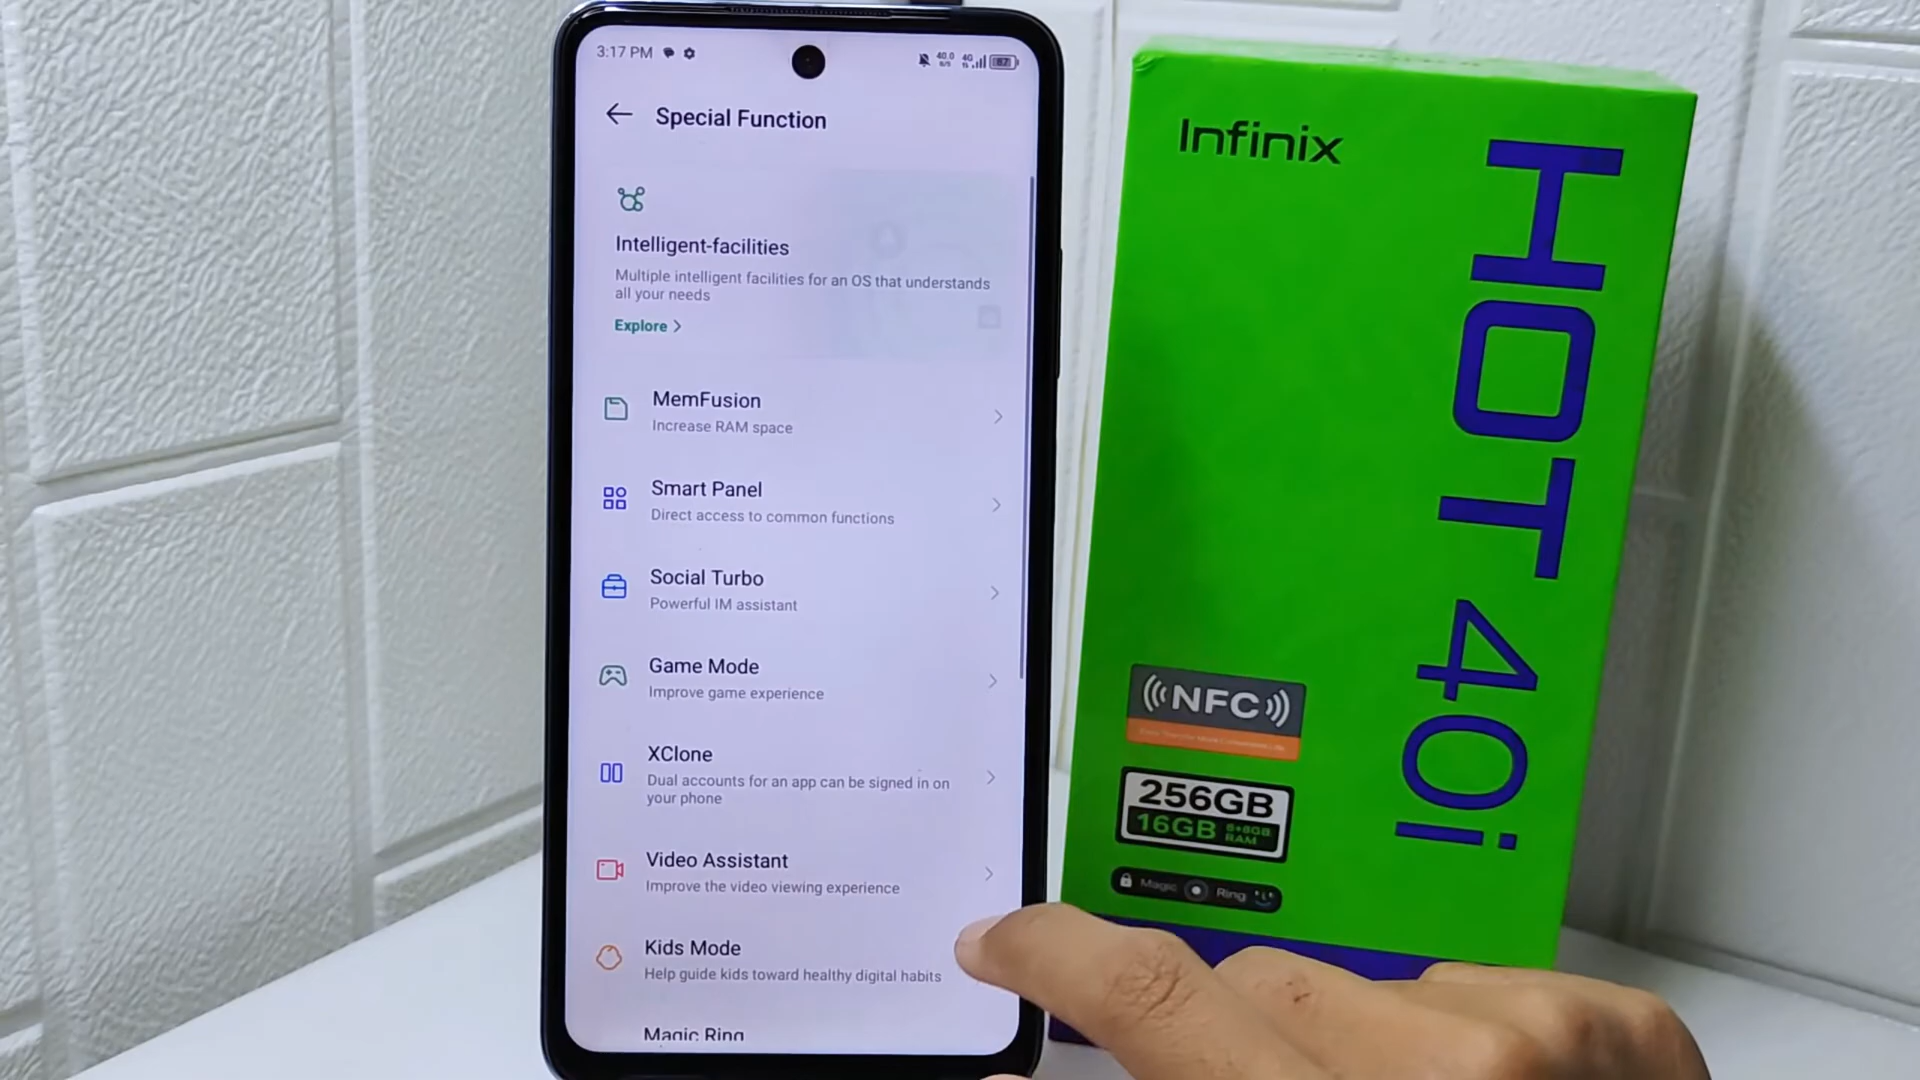 3:17 PM
40.0
4G
67
Special Function
Intelligent-facilities
Multiple intelligent facilities for an OS that understands
all your needs
Explore >
MemFusion
Increase RAM space
Smart Panel
Direct access to common functions
Social Turbo
Powerful IM assistant
Game Mode
Improve game experience
XClone
Dual accounts for an app can be signed in on
your phone
Video Assistant
Improve the video viewing experience
Kids Mode
Help guide kids toward healthy digital habits
Magic Ring
Infinix
HOT 40i
NFC
256GB
16GB
RAM
Magic Ring